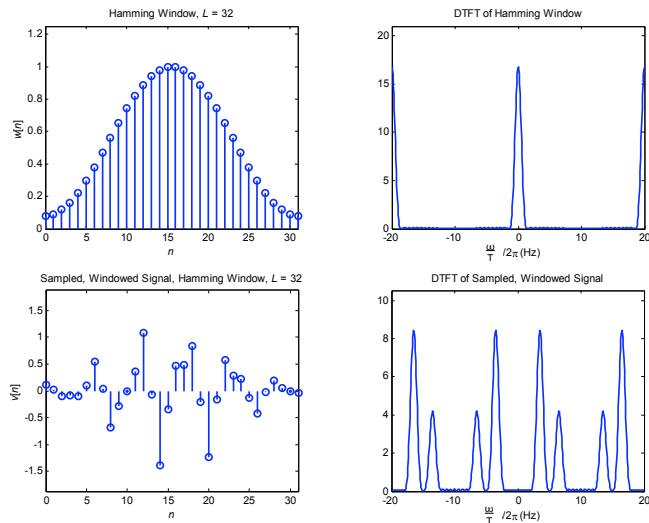 Hamming Window, L = 32
1.2
1
0.8
0.6
0.4
0.2
0
w[n]
0 5 10 15 20 25 30
n
DTFT of Hamming Window
20
15
10
5
0
-20 -10 0 10 20
ω/T /2π(Hz)
Sampled, Windowed Signal, Hamming Window, L = 32
1.5
1
0.5
0
-0.5
-1
-1.5
v[n]
0 5 10 15 20 25 30
n
DTFT of Sampled, Windowed Signal
10
8
6
4
2
0
-20 -10 0 10 20
ω/T /2π(Hz)